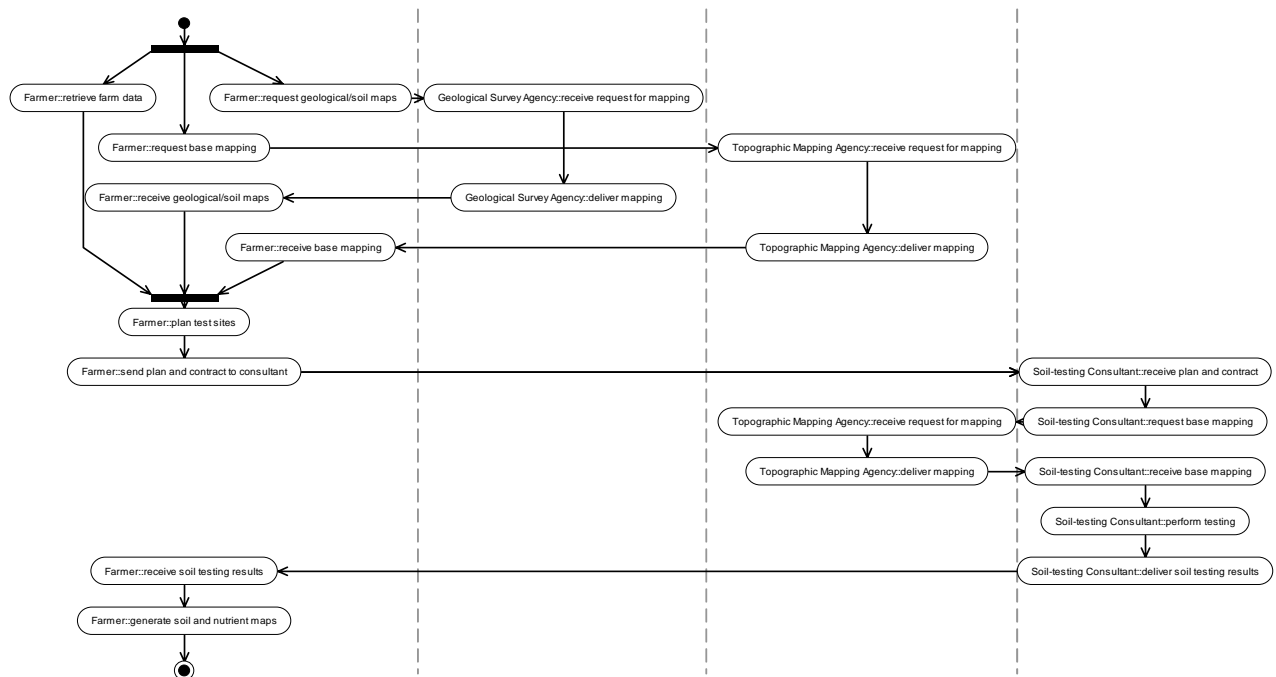 Farmer::retrieve farm data
Farmer::request geological/soil maps
Geological Survey Agency::receive request for mapping
Farmer::request base mapping
Topographic Mapping Agency::receive request for mapping
Farmer::receive geological/soil maps
Geological Survey Agency::deliver mapping
Farmer::receive base mapping
Topographic Mapping Agency::deliver mapping
Farmer::plan test sites
Farmer::send plan and contract to consultant
Soil-testing Consultant::receive plan and contract
Topographic Mapping Agency::receive request for mapping
Soil-testing Consultant::request base mapping
Topographic Mapping Agency::deliver mapping
Soil-testing Consultant::receive base mapping
Soil-testing Consultant::perform testing
Farmer::receive soil testing results
Soil-testing Consultant::deliver soil testing results
Farmer::generate soil and nutrient maps